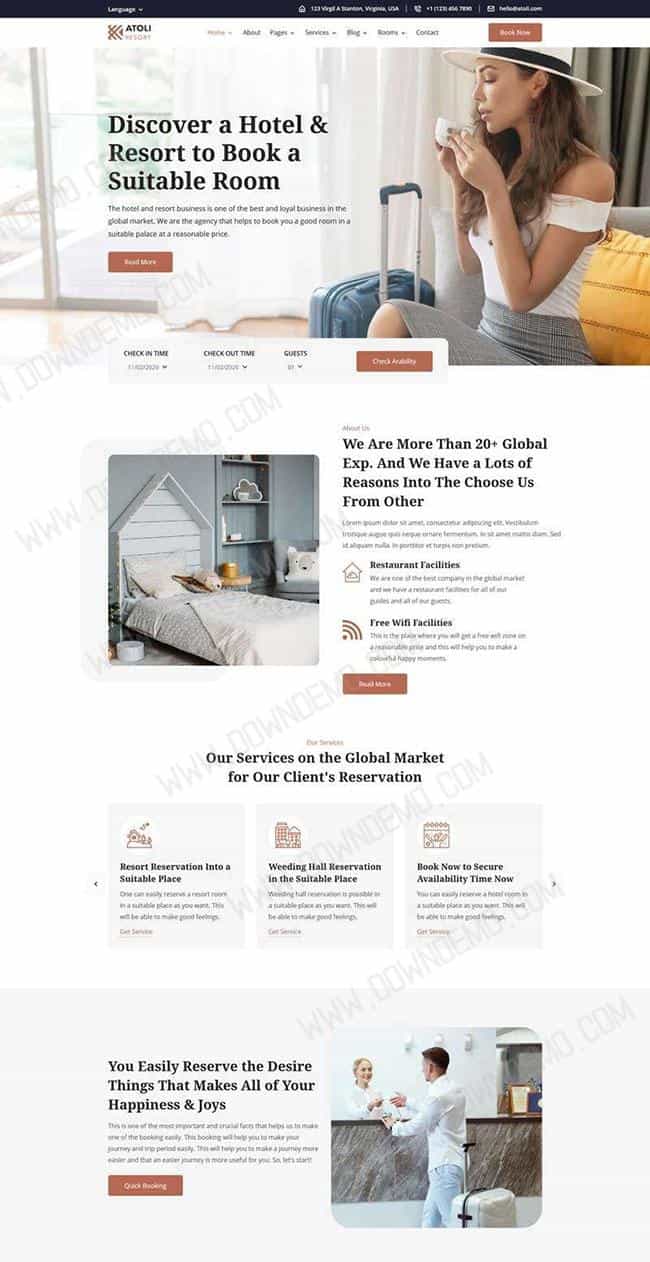 Language
123 Virgil A Stanton, Virginia, USA
+1 (123) 456 7890
hello@atoli.com
ATOLI
RESORT
Home
About
Pages
Services
Blog
Rooms
Contact
Book Now
Discover a Hotel &
Resort to Book a
Suitable Room
The hotel and resort business is one of the best and loyal business in the
global market. We are the agency that helps to book you a good room in a
suitable palace at a reasonable price.
Read More
CHECK IN TIME
CHECK OUT TIME
GUESTS
11/02/2020
11/02/2020
01
Check Arability
About Us
We Are More Than 20+ Global
Exp. And We Have a Lots of
Reasons Into The Choose Us
From Other
Lorem ipsum dolor sit amet, consectetur adipiscing elit. Vestibulum
tristique augue quis neque ornare fermentum. In sit amet mattis diam. Sed
id aliquam nulla. In porttitor et turpis non pretium.
Restaurant Facilities
We are one of the best company in the global market
and we have a restaurant facilities for all of our
guides and all of our guests.
Free Wifi Facilities
This is the place where you will get a free wifi zone on
a reasonable price and this will help you to make a
colourful happy moments.
Read More
Our Services
Our Services on the Global Market
for Our Client's Reservation
Resort Reservation Into a
Suitable Place
One can easily reserve a resort room
in a suitable place as you want. This
will be able to make good feelings.
Get Service
Weeding Hall Reservation
in the Suitable Place
Weeding hall reservation is possible in
a suitable place as you want. This will
be able to make good feelings.
Get Service
Book Now to Secure
Availability Time Now
You can easily reserve a hotel room in
a suitable place as you want. This will
be able to make good feelings.
Get Service
You Easily Reserve the Desire
Things That Makes All of Your
Happiness & Joys
This is one of the most important and crucial facts that helps us to make
one of the booking easily. This booking will help you to make your
journey and trip period easily. This will help you to make a journey more
easier and that an easier journey is more useful for you. So, let's start!
Quick Booking
WWW.DOWNDEMO.COM
WWW.DOWNDEMO.COM
WWW.DOWNDEMO.COM
WWW.DOWNDEMO.COM
WWW.DOWNDEMO.COM